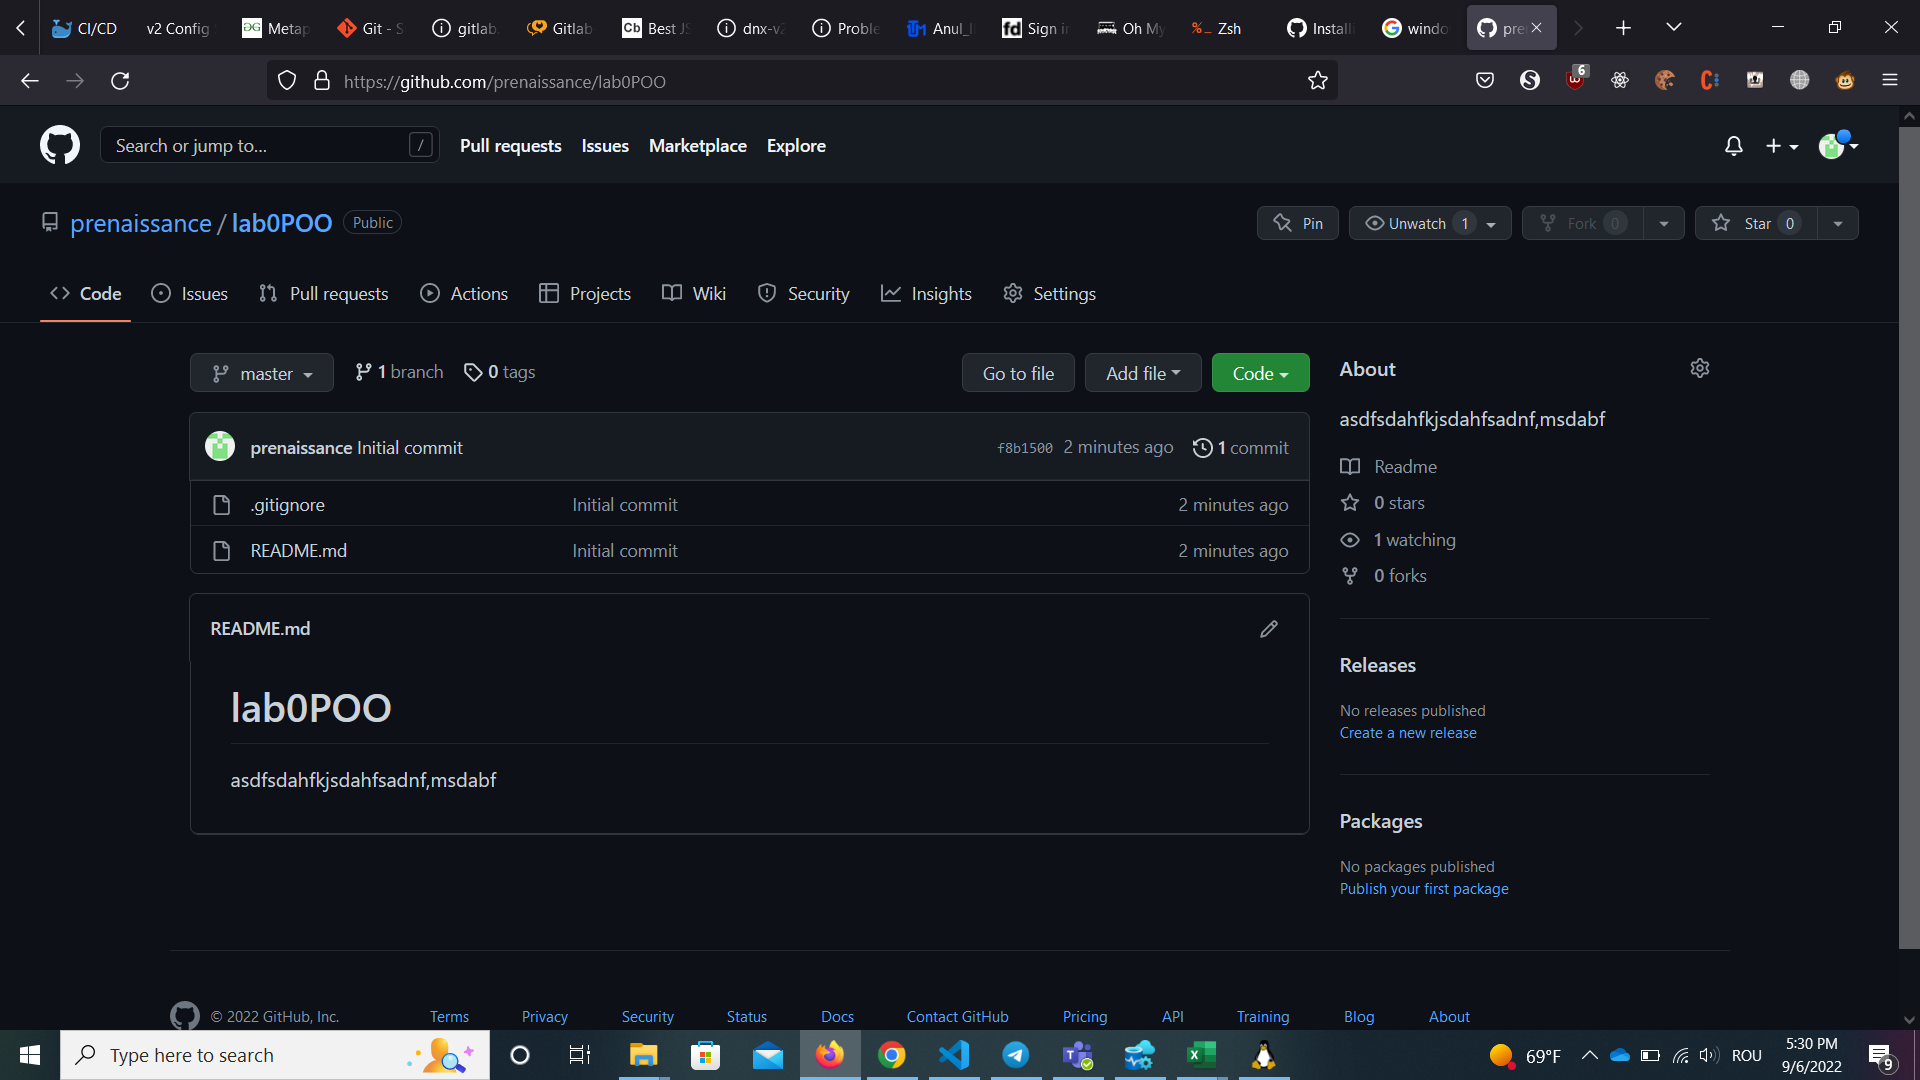 CI/CD
v2 Config
Metap
Git - S
gitlab.
Gitlab
Cb
Best JS
dnx-v2
Proble
Anul_I
fd
Sign in
Oh My
Zsh
Installi
windo
pre
https://github.com/prenaissance/lab0POO
6
Search or jump to...
/
Pull requests
Issues
Marketplace
Explore
prenaissance / lab0POO
Public
Pin
Unwatch 1
Fork 0
Star 0
Code
Issues
Pull requests
Actions
Projects
Wiki
Security
Insights
Settings
master
1 branch
0 tags
Go to file
Add file
Code
prenaissance Initial commit
f8b1500 2 minutes ago
1 commit
.gitignore
Initial commit
2 minutes ago
README.md
Initial commit
2 minutes ago
README.md
lab0POO
asdfsdahfkjsdahfsadnf,msdabf
About
asdfsdahfkjsdahfsadnf,msdabf
Readme
0 stars
1 watching
0 forks
Releases
No releases published
Create a new release
Packages
No packages published
Publish your first package
© 2022 GitHub, Inc.
Terms
Privacy
Security
Status
Docs
Contact GitHub
Pricing
API
Training
Blog
About
Type here to search
69°F
ROU
5:30 PM
9/6/2022
9